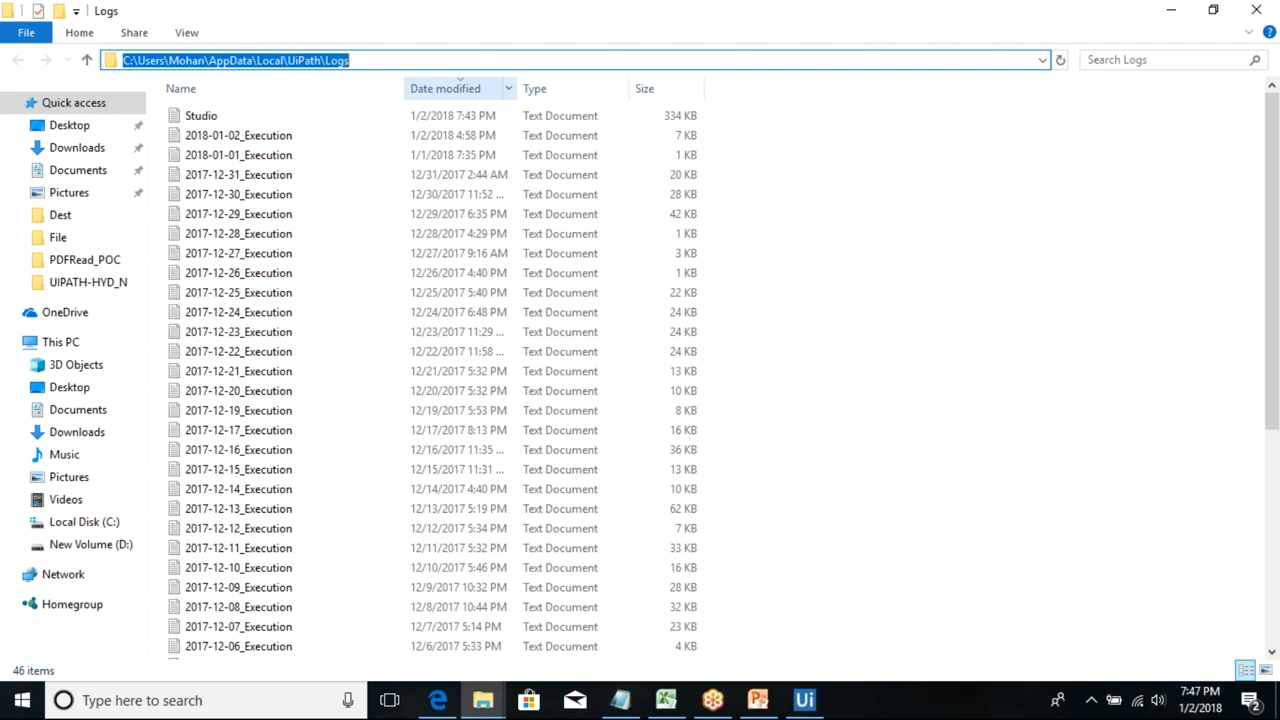 Logs
File Home Share View
C:\Users\Mohan\AppData\Local\UiPath\Logs
Search Logs
Name Date modified Type Size
Quick access
Desktop
Downloads
Documents
Pictures
Dest
File
PDFRead_POC
UIPATH-HYD_N
OneDrive
This PC
3D Objects
Desktop
Documents
Downloads
Music
Pictures
Videos
Local Disk (C:)
New Volume (D:)
Network
Homegroup
Studio 1/2/2018 7:43 PM Text Document 334 KB
2018-01-02_Execution 1/2/2018 4:58 PM Text Document 7 KB
2018-01-01_Execution 1/1/2018 7:35 PM Text Document 1 KB
2017-12-31_Execution 12/31/2017 2:44 AM Text Document 20 KB
2017-12-30_Execution 12/30/2017 11:52 ... Text Document 28 KB
2017-12-29_Execution 12/29/2017 6:35 PM Text Document 42 KB
2017-12-28_Execution 12/28/2017 4:29 PM Text Document 1 KB
2017-12-27_Execution 12/27/2017 9:16 AM Text Document 3 KB
2017-12-26_Execution 12/26/2017 4:40 PM Text Document 1 KB
2017-12-25_Execution 12/25/2017 5:40 PM Text Document 22 KB
2017-12-24_Execution 12/24/2017 6:48 PM Text Document 24 KB
2017-12-23_Execution 12/23/2017 11:29 ... Text Document 24 KB
2017-12-22_Execution 12/22/2017 11:58 ... Text Document 24 KB
2017-12-21_Execution 12/21/2017 5:32 PM Text Document 13 KB
2017-12-20_Execution 12/20/2017 5:32 PM Text Document 10 KB
2017-12-19_Execution 12/19/2017 5:53 PM Text Document 8 KB
2017-12-17_Execution 12/17/2017 8:13 PM Text Document 16 KB
2017-12-16_Execution 12/16/2017 11:35 ... Text Document 36 KB
2017-12-15_Execution 12/15/2017 11:31 ... Text Document 13 KB
2017-12-14_Execution 12/14/2017 4:40 PM Text Document 10 KB
2017-12-13_Execution 12/13/2017 5:19 PM Text Document 62 KB
2017-12-12_Execution 12/12/2017 5:34 PM Text Document 7 KB
2017-12-11_Execution 12/11/2017 5:32 PM Text Document 33 KB
2017-12-10_Execution 12/10/2017 5:46 PM Text Document 16 KB
2017-12-09_Execution 12/9/2017 10:32 PM Text Document 28 KB
2017-12-08_Execution 12/8/2017 10:44 PM Text Document 32 KB
2017-12-07_Execution 12/7/2017 5:14 PM Text Document 23 KB
2017-12-06_Execution 12/6/2017 5:33 PM Text Document 4 KB
46 items
Type here to search
Ui
7:47 PM
1/2/2018
2